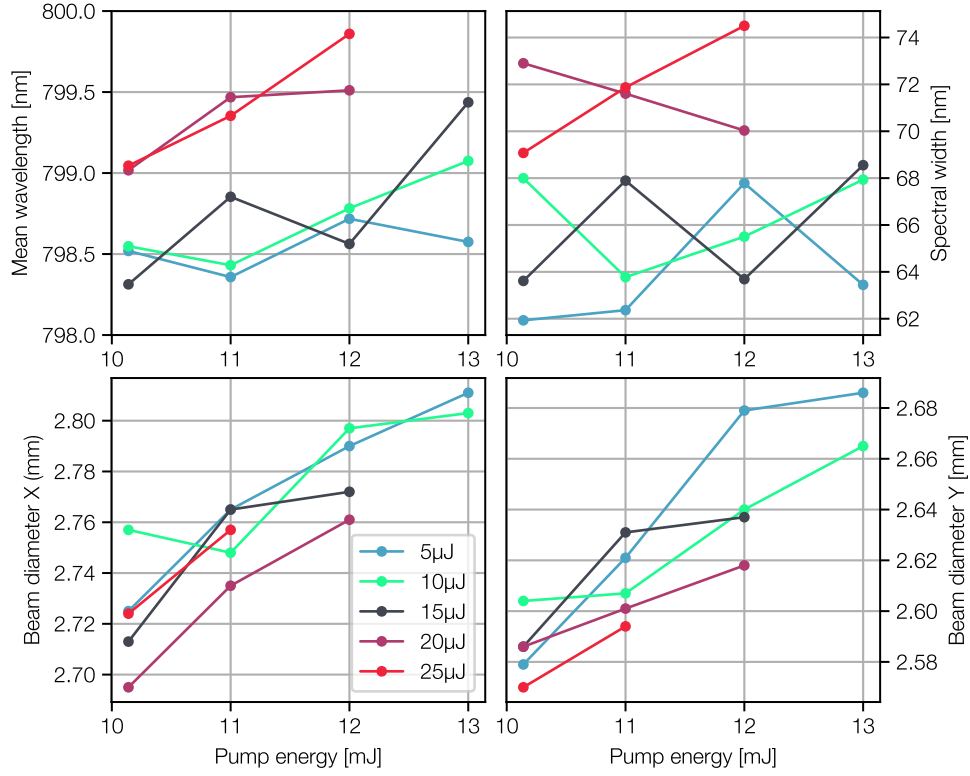 800.0
799.5
799.0
798.5
798.0
Mean wavelength [nm]
10 11 12 13
74
72
70
68
66
64
62
Spectral width [nm]
10 11 12 13
2.80
2.78
2.76
2.74
2.72
2.70
Beam diameter X (mm)
5μJ
10μJ
15μJ
20μJ
25μJ
10 11 12 13
Pump energy [mJ]
2.68
2.66
2.64
2.62
2.60
2.58
Beam diameter Y [mm]
10 11 12 13
Pump energy [mJ]